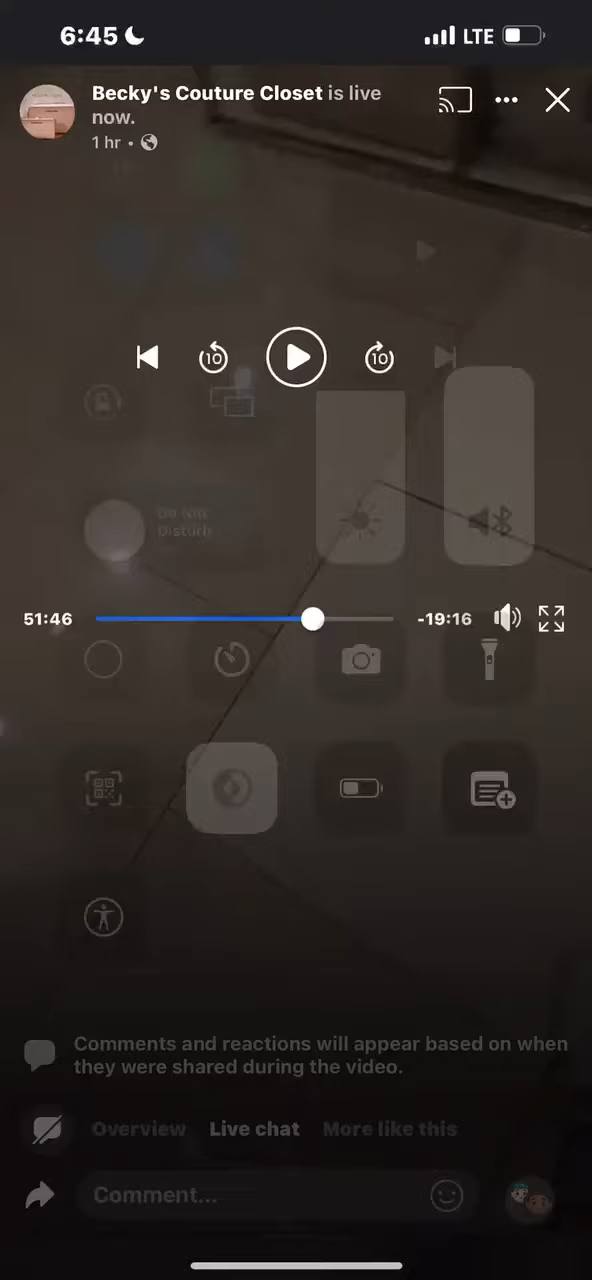 6:45
LTE
Becky's Couture Closet is live
now.
1 hr •
10
10
Do Not
Disturb
51:46
-19:16
Comments and reactions will appear based on when
they were shared during the video.
Overview Live chat More like this
Comment...